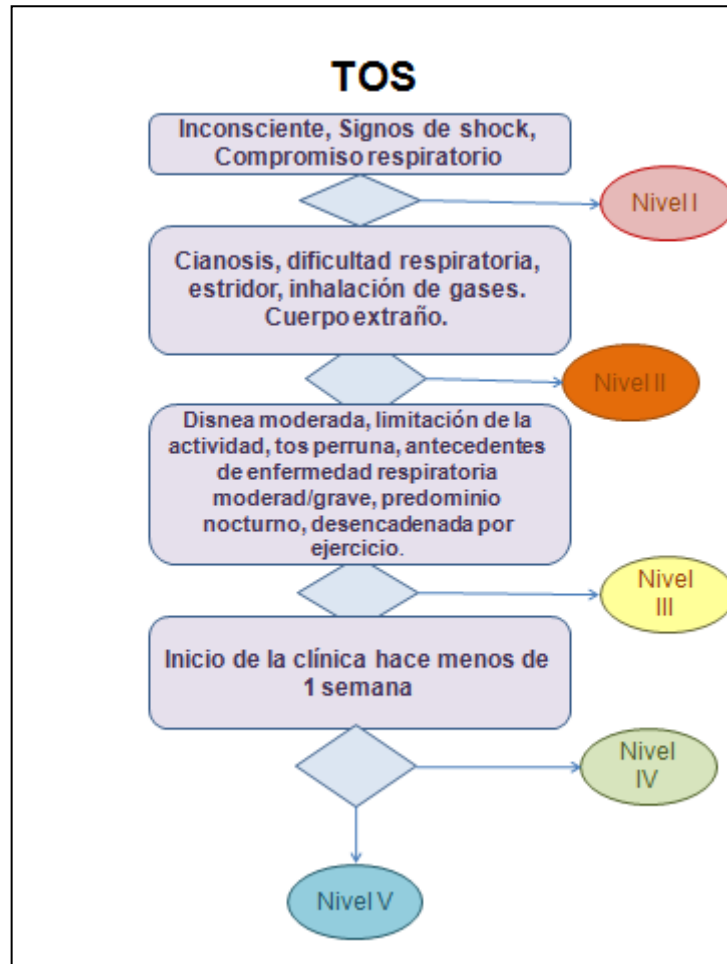 TOS
Inconsciente, Signos de shock,
Compromiso respiratorio
Nivel I
Cianosis, dificultad respiratoria,
estridor, inhalación de gases.
Cuerpo extraño.
Nivel II
Disnea moderada, limitación de la
actividad, tos perruna, antecedentes
de enfermedad respiratoria
moderad/grave, predominio
nocturno, desencadenada por
ejercicio.
Nivel
III
Inicio de la clínica hace menos de
1 semana
Nivel
IV
Nivel V